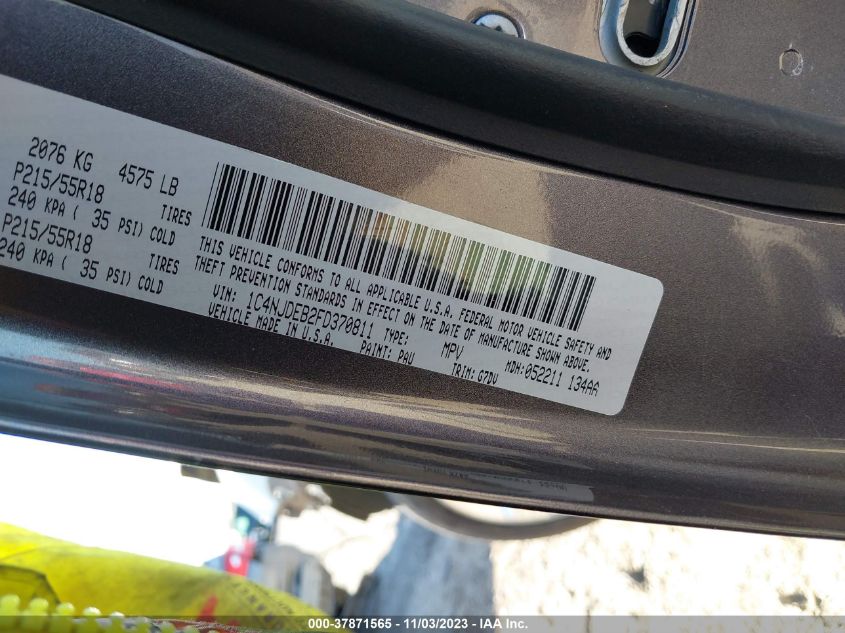 2076 KG 4575 LB
P215/55R18 TIRES
240 KPA ( 35 PSI) COLD
P215/55R18 TIRES
240 KPA ( 35 PSI) COLD
THIS VEHICLE CONFORMS TO ALL APPLICABLE U.S.A. FEDERAL MOTOR VEHICLE SAFETY AND
THEFT PREVENTION STANDARDS IN EFFECT ON THE DATE OF MANUFACTURE SHOWN ABOVE.
VIN: 1C4NJDEB2FD370811 TYPE: MPV MDH:052211 134AA
VEHICLE MADE IN U.S.A. PAINT: PAU TRIM: G7DV
000-37871565 - 11/03/2023 - IAA Inc.